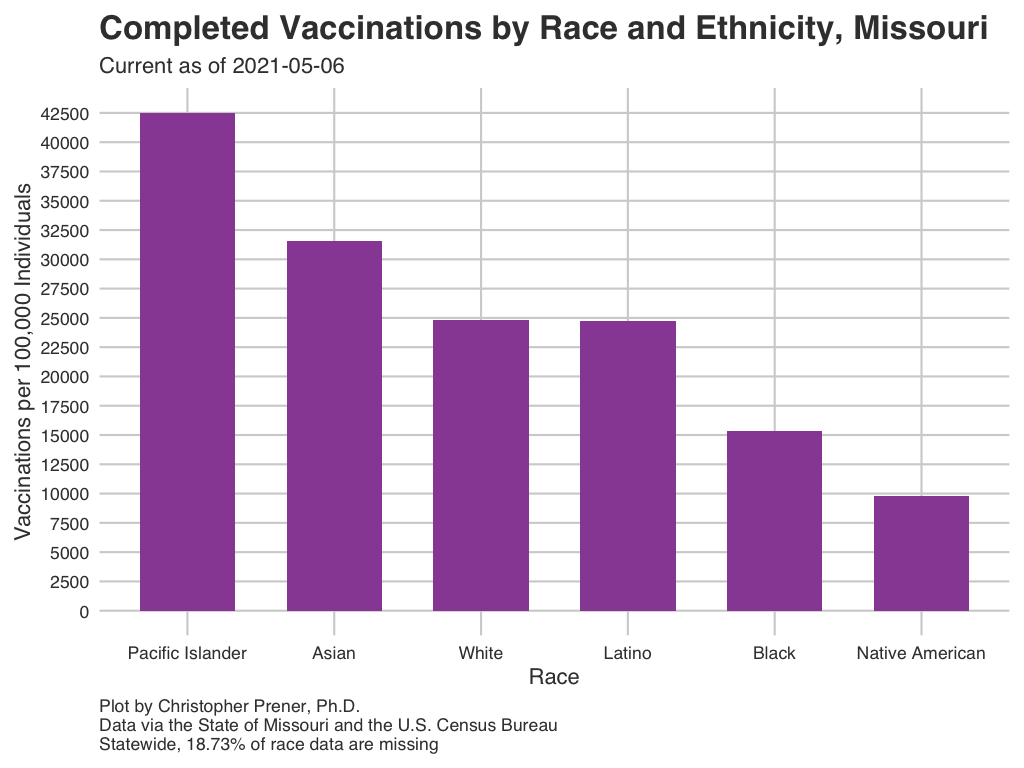 Completed Vaccinations by Race and Ethnicity, Missouri
Current as of 2021-05-06
Vaccinations per 100,000 Individuals
42500
40000
37500
35000
32500
30000
27500
25000
22500
20000
17500
15000
12500
10000
7500
5000
2500
0
Pacific Islander Asian White Latino Black Native American
Race
Plot by Christopher Prener, Ph.D.
Data via the State of Missouri and the U.S. Census Bureau
Statewide, 18.73% of race data are missing